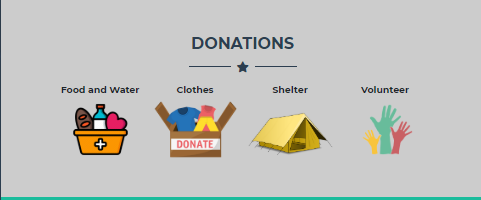 DONATIONS
Food and Water Clothes Shelter Volunteer
DONATE